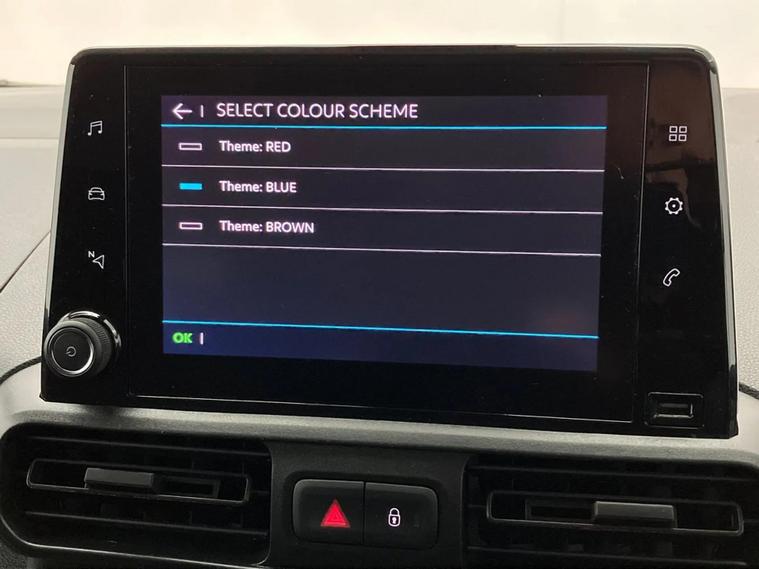 SELECT COLOUR SCHEME
Theme: RED
Theme: BLUE
Theme: BROWN
OK
N